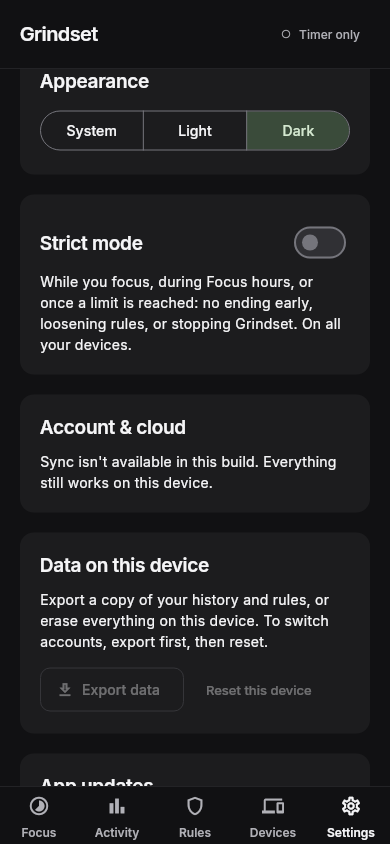 Grindset
Timer only
Appearance
System
Light
Dark
Strict mode
While you focus, during Focus hours, or
once a limit is reached: no ending early,
loosening rules, or stopping Grindset. On all
your devices.
Account & cloud
Sync isn't available in this build. Everything
still works on this device.
Data on this device
Export a copy of your history and rules, or
erase everything on this device. To switch
accounts, export first, then reset.
Export data
Reset this device
App updates
Focus
Activity
Rules
Devices
Settings